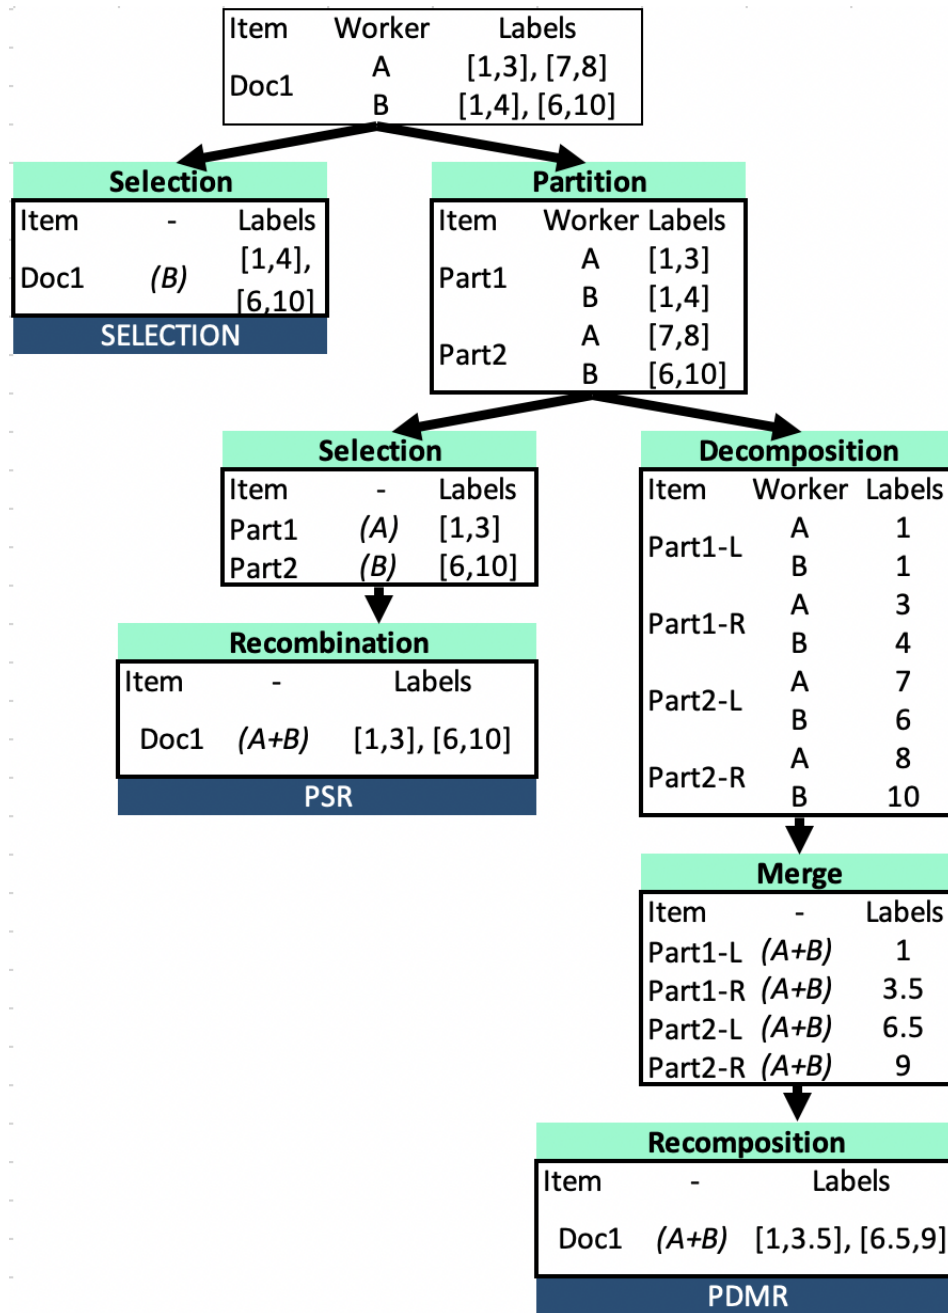 Item Worker Labels
Doc1
A [1,3], [7,8]
B [1,4], [6,10]
Selection
Item - Labels
Doc1 (B) [1,4],
[6,10]
SELECTION
Partition
Item Worker Labels
Part1
A [1,3]
B [1,4]
Part2
A [7,8]
B [6,10]
Selection
Item - Labels
Part1 (A) [1,3]
Part2 (B) [6,10]
Recombination
Item - Labels
Doc1 (A+B) [1,3], [6,10]
PSR
Decomposition
Item Worker Labels
Part1-L
A 1
B 1
Part1-R
A 3
B 4
Part2-L
A 7
B 6
Part2-R
A 8
B 10
Merge
Item - Labels
Part1-L (A+B) 1
Part1-R (A+B) 3.5
Part2-L (A+B) 6.5
Part2-R (A+B) 9
Recomposition
Item - Labels
Doc1 (A+B) [1,3.5], [6.5,9]
PDMR